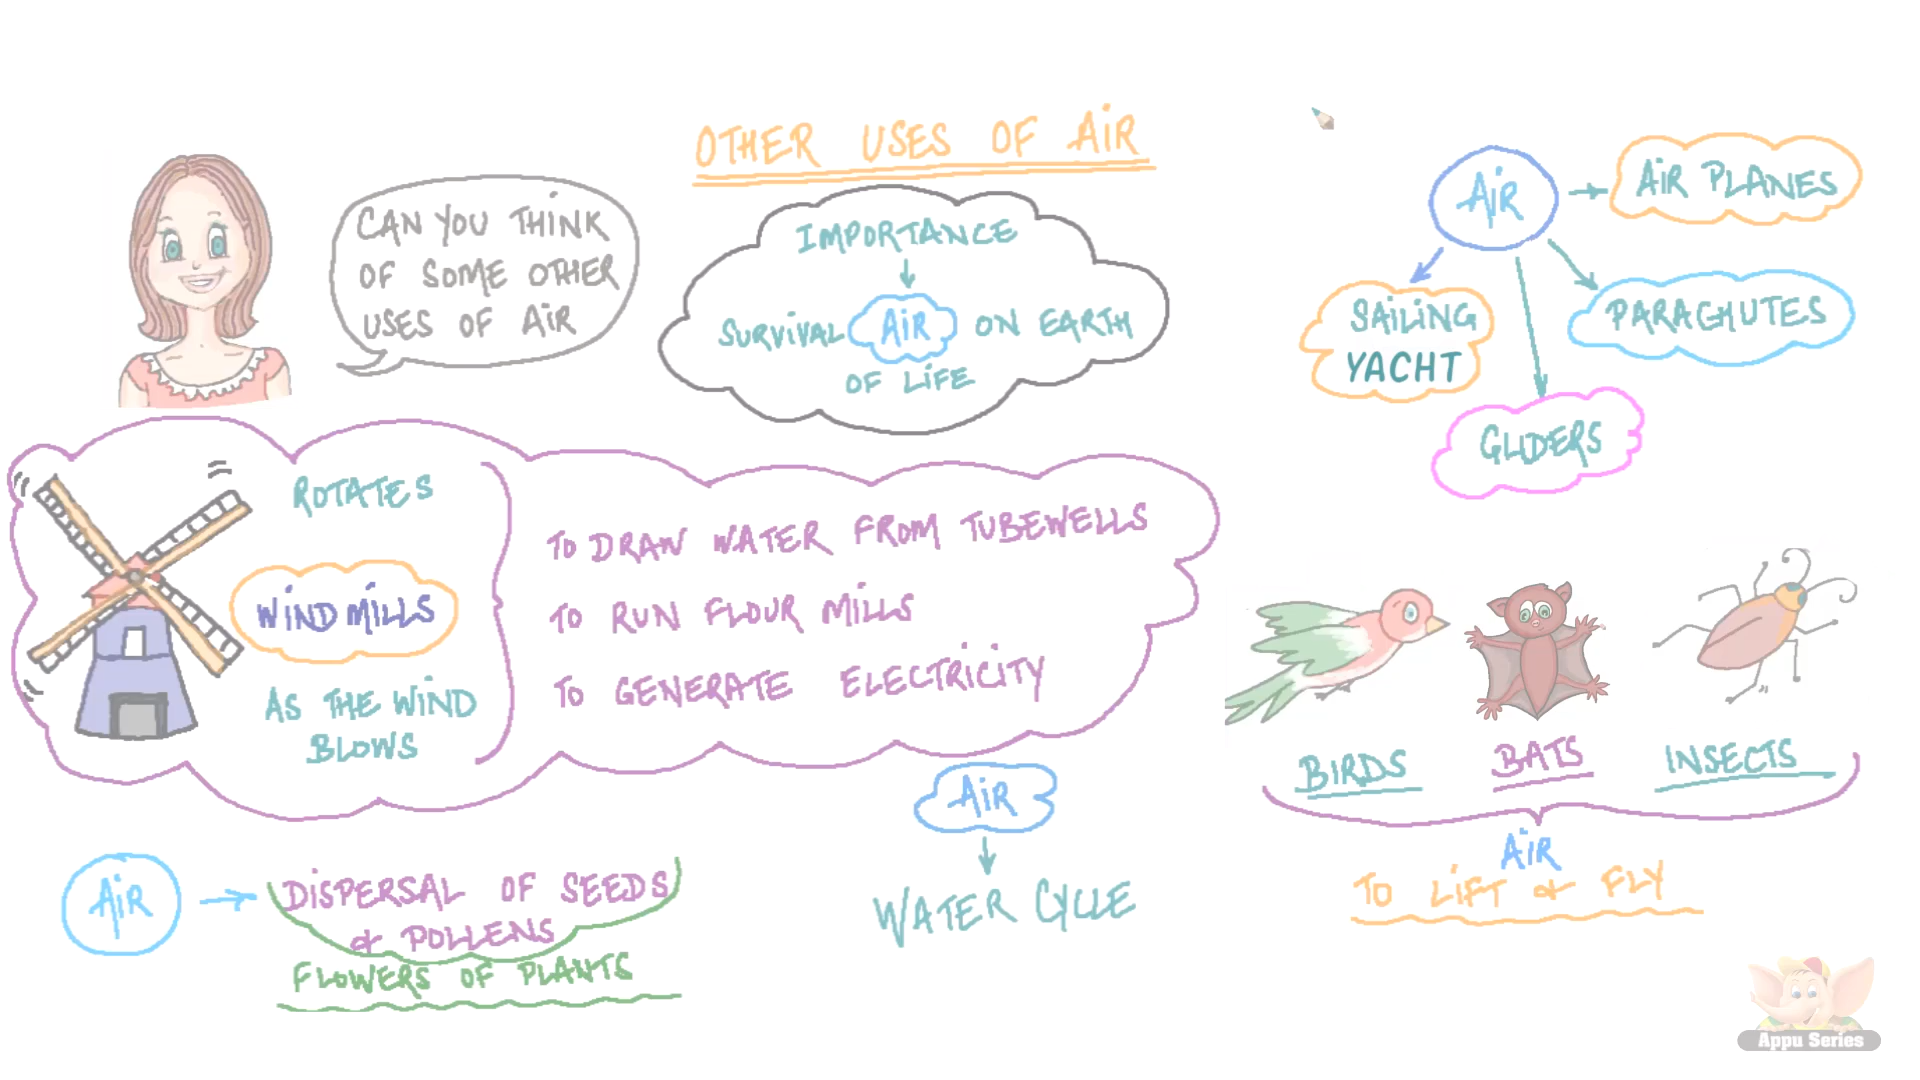 OTHER USES OF AIR
CAN YOU THINK
OF SOME OTHER
USES OF AIR
IMPORTANCE
SURVIVAL AIR ON EARTH
OF LIFE
AIR
AIR PLANES
SAILING
YACHT
PARACHUTES
GLIDERS
ROTATES
WINDMILLS
AS THE WIND
BLOWS
TO DRAW WATER FROM TUBEWELLS
TO RUN FLOUR MILLS
TO GENERATE ELECTRICITY
BIRDS
BATS
INSECTS
AIR
TO LIFT & FLY
AIR
DISPERSAL OF SEEDS
& POLLENS
FLOWERS OF PLANTS
AIR
WATER CYCLE
Appu Series